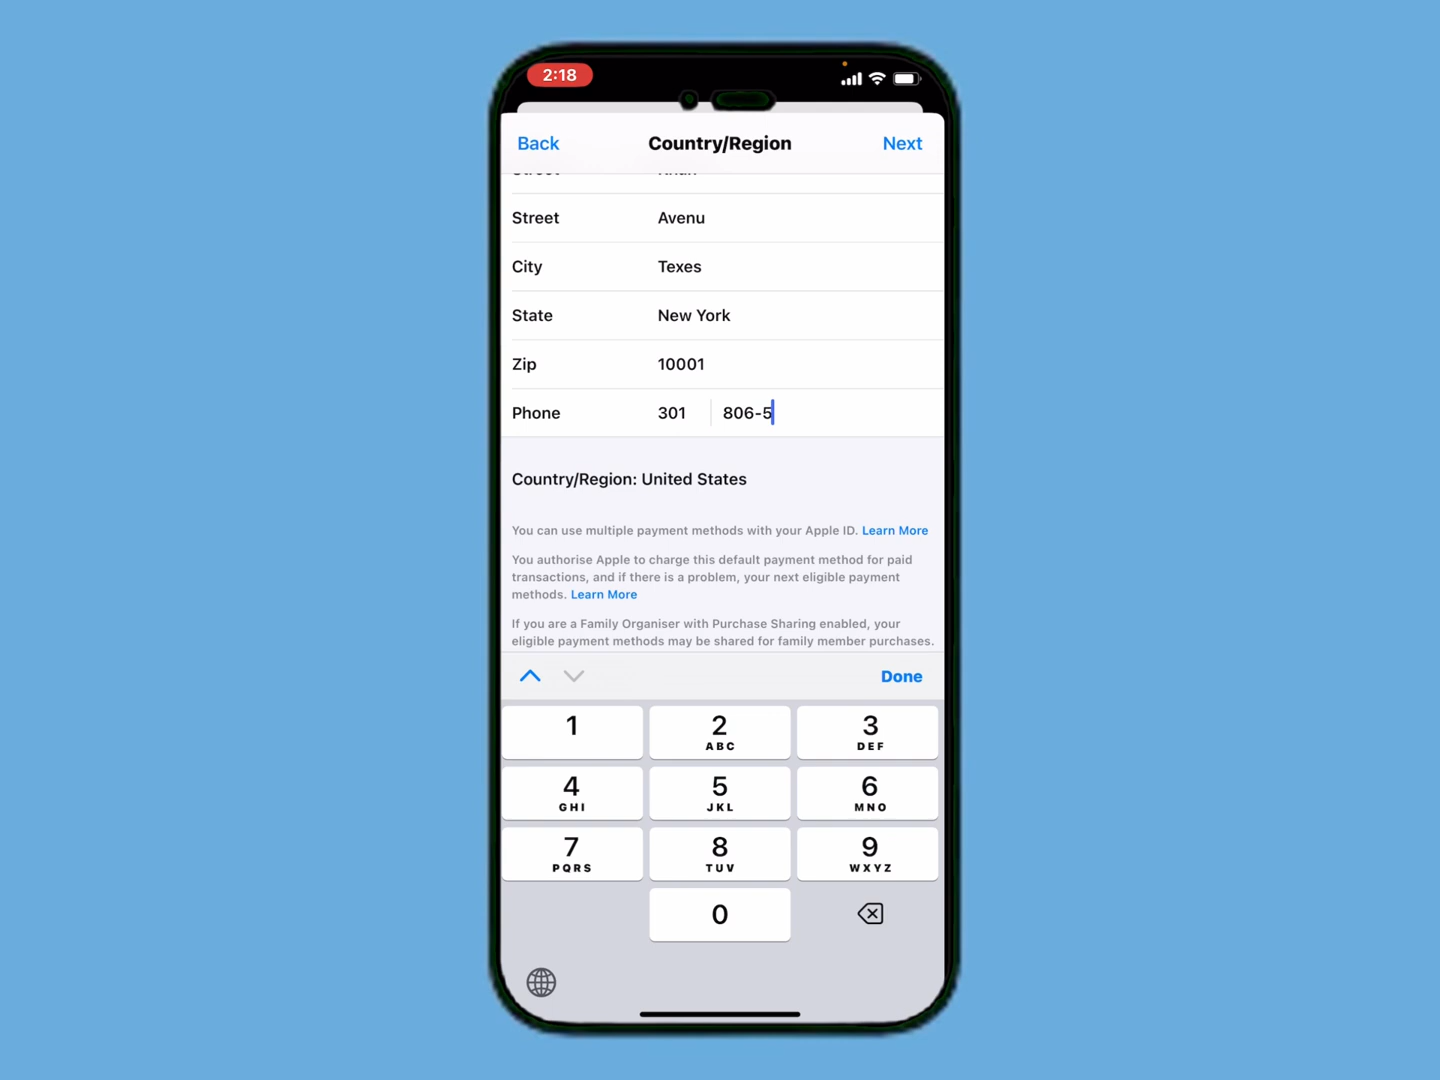 2:18
Back Country/Region Next
Street
Street Avenu
City Texes
State New York
Zip 10001
Phone 301 806-5
Country/Region: United States
You can use multiple payment methods with your Apple ID. Learn More
You authorise Apple to charge this default payment method for paid
transactions, and if there is a problem, your next eligible payment
methods. Learn More
If you are a Family Organiser with Purchase Sharing enabled, your
eligible payment methods may be shared for family member purchases.
Done
1 2 3
ABC DEF
4 5 6
GHI JKL MNO
7 8 9
PQRS TUV WXYZ
0